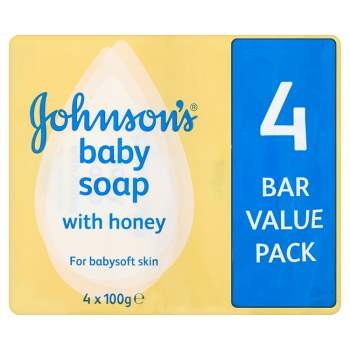 Johnson's®
baby
soap
with honey
For babysoft skin
4 x 100g℮
4
BAR
VALUE
PACK